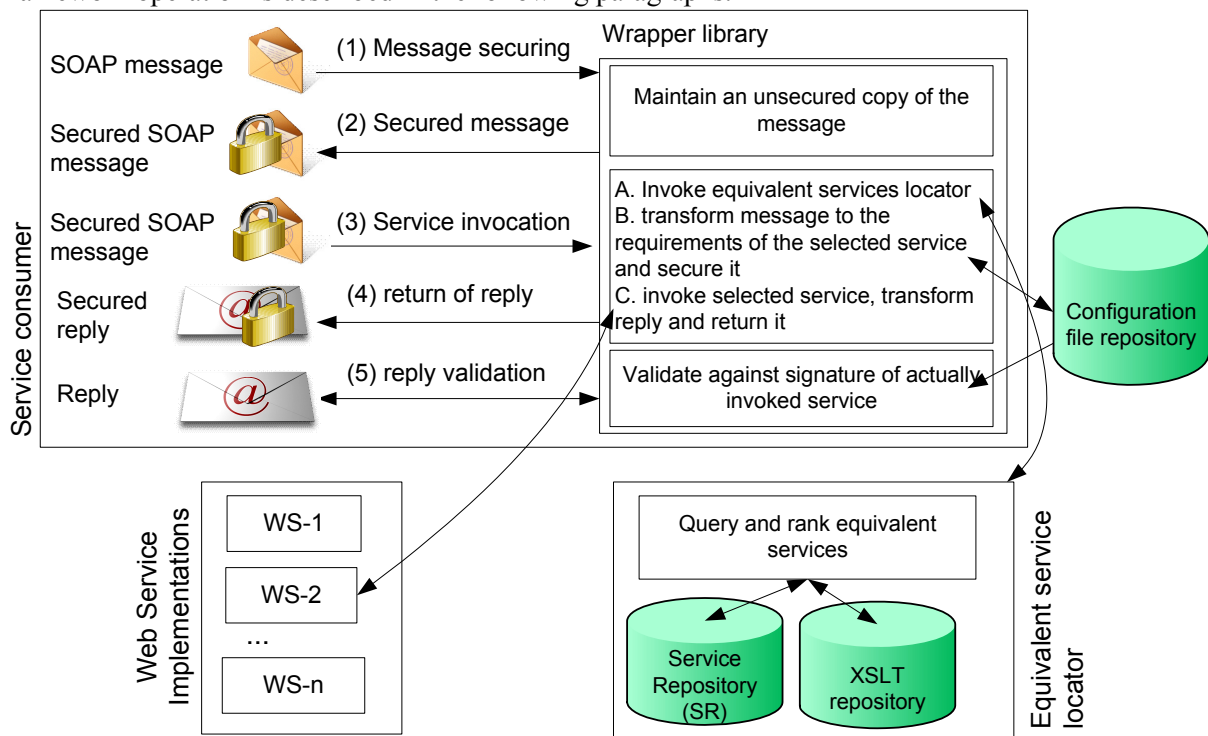 SOAP message
(1) Message securing
Wrapper library
Maintain an unsecured copy of the
message
Secured SOAP
message
(2) Secured message
Secured SOAP
message
(3) Service invocation
A. Invoke equivalent services locator
B. transform message to the
requirements of the selected service
and secure it
C. invoke selected service, transform
reply and return it
Secured
reply
(4) return of reply
Reply
(5) reply validation
Validate against signature of actually
invoked service
Service consumer
Configuration
file repository
Web Service
Implementations
WS-1
WS-2
...
WS-n
Query and rank equivalent
services
Service
Repository
(SR)
XSLT
repository
Equivalent service
locator